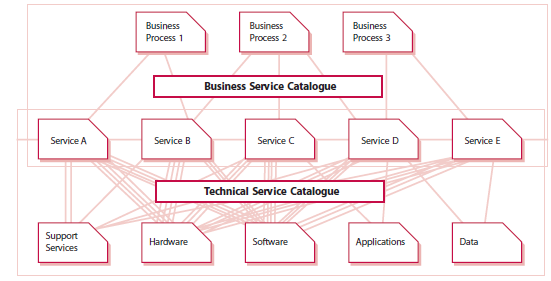 Business
Process 1
Business
Process 2
Business
Process 3
Business Service Catalogue
Service A
Service B
Service C
Service D
Service E
Technical Service Catalogue
Support
Services
Hardware
Software
Applications
Data